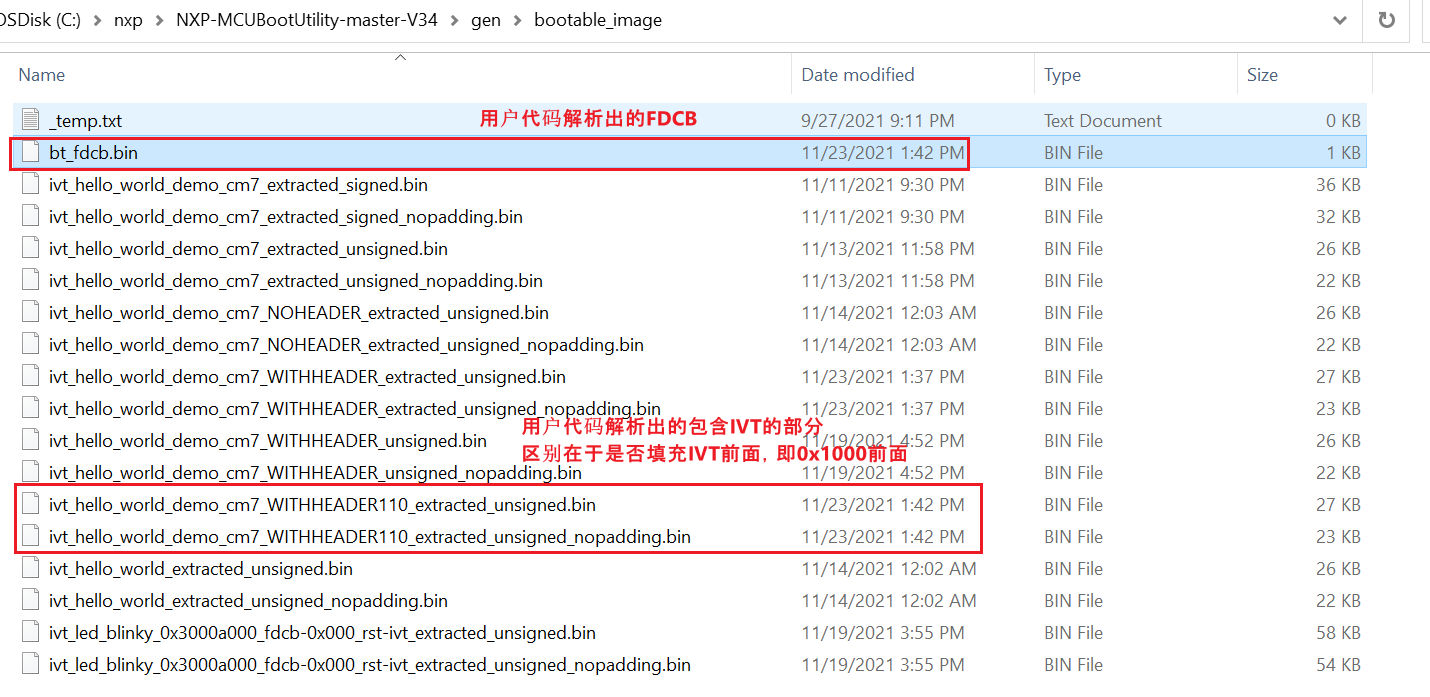 OSDisk (C:) > nxp > NXP-MCUBootUtility-master-V34 > gen > bootable_image
Name Date modified Type Size
_temp.txt 用户代码解析出的FDCB 9/27/2021 9:11 PM Text Document 0 KB
bt_fdcb.bin 11/23/2021 1:42 PM BIN File 1 KB
ivt_hello_world_demo_cm7_extracted_signed.bin 11/11/2021 9:30 PM BIN File 36 KB
ivt_hello_world_demo_cm7_extracted_signed_nopadding.bin 11/11/2021 9:30 PM BIN File 32 KB
ivt_hello_world_demo_cm7_extracted_unsigned.bin 11/13/2021 11:58 PM BIN File 26 KB
ivt_hello_world_demo_cm7_extracted_unsigned_nopadding.bin 11/13/2021 11:58 PM BIN File 22 KB
ivt_hello_world_demo_cm7_NOHEADER_extracted_unsigned.bin 11/14/2021 12:03 AM BIN File 26 KB
ivt_hello_world_demo_cm7_NOHEADER_extracted_unsigned_nopadding.bin 11/14/2021 12:03 AM BIN File 22 KB
ivt_hello_world_demo_cm7_WITHHEADER_extracted_unsigned.bin 11/23/2021 1:37 PM BIN File 27 KB
ivt_hello_world_demo_cm7_WITHHEADER_extracted_unsigned_nopadding.bin 11/23/2021 1:37 PM BIN File 23 KB
用户代码解析出的包含IVT的部分
ivt_hello_world_demo_cm7_WITHHEADER_unsigned.bin 11/19/2021 4:52 PM BIN File 26 KB
区别在于是否填充IVT前面，即0x1000前面
ivt_hello_world_demo_cm7_WITHHEADER_unsigned_nopadding.bin 11/19/2021 4:52 PM BIN File 22 KB
ivt_hello_world_demo_cm7_WITHHEADER110_extracted_unsigned.bin 11/23/2021 1:42 PM BIN File 27 KB
ivt_hello_world_demo_cm7_WITHHEADER110_extracted_unsigned_nopadding.bin 11/23/2021 1:42 PM BIN File 23 KB
ivt_hello_world_extracted_unsigned.bin 11/14/2021 12:02 AM BIN File 26 KB
ivt_hello_world_extracted_unsigned_nopadding.bin 11/14/2021 12:02 AM BIN File 22 KB
ivt_led_blinky_0x3000a000_fdcb-0x000_rst-ivt_extracted_unsigned.bin 11/19/2021 3:55 PM BIN File 58 KB
ivt_led_blinky_0x3000a000_fdcb-0x000_rst-ivt_extracted_unsigned_nopadding.bin 11/19/2021 3:55 PM BIN File 54 KB